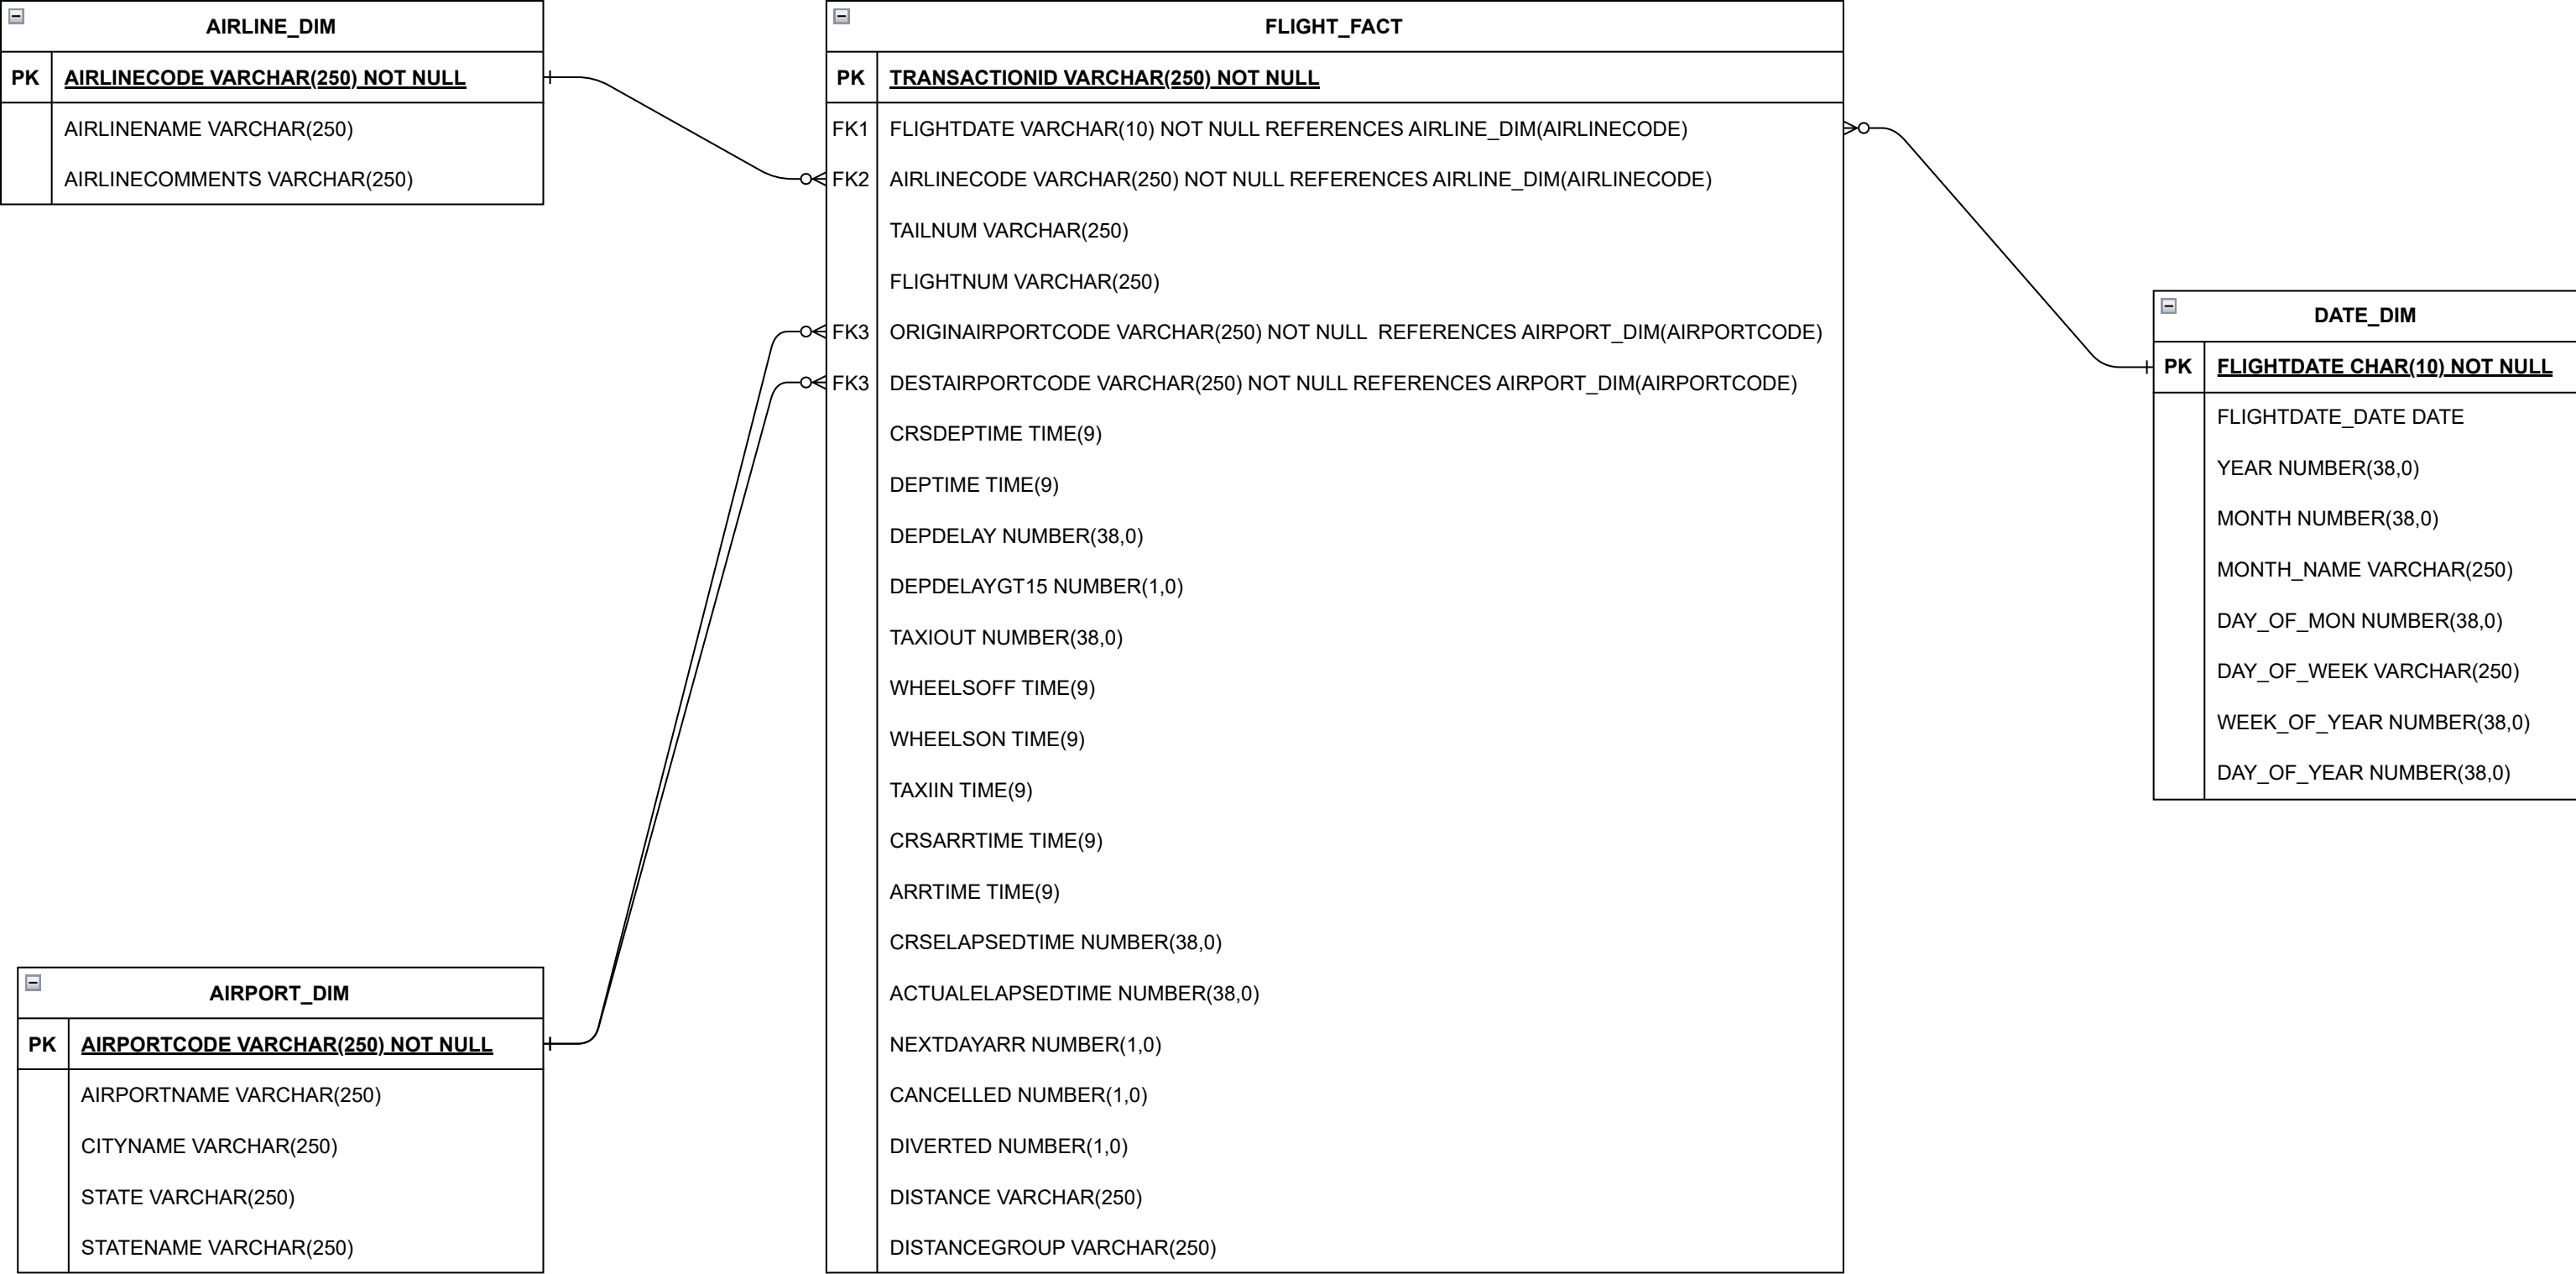 AIRLINE_DIM
PK AIRLINECODE VARCHAR(250) NOT NULL
AIRLINENAME VARCHAR(250)
AIRLINECOMMENTS VARCHAR(250)
FLIGHT_FACT
PK TRANSACTIONID VARCHAR(250) NOT NULL
FK1 FLIGHTDATE VARCHAR(10) NOT NULL REFERENCES AIRLINE_DIM(AIRLINECODE)
FK2 AIRLINECODE VARCHAR(250) NOT NULL REFERENCES AIRLINE_DIM(AIRLINECODE)
TAILNUM VARCHAR(250)
FLIGHTNUM VARCHAR(250)
FK3 ORIGINAIRPORTCODE VARCHAR(250) NOT NULL  REFERENCES AIRPORT_DIM(AIRPORTCODE)
FK3 DESTAIRPORTCODE VARCHAR(250) NOT NULL REFERENCES AIRPORT_DIM(AIRPORTCODE)
CRSDEPTIME TIME(9)
DEPTIME TIME(9)
DEPDELAY NUMBER(38,0)
DEPDELAYGT15 NUMBER(1,0)
TAXIOUT NUMBER(38,0)
WHEELSOFF TIME(9)
WHEELSON TIME(9)
TAXIIN TIME(9)
CRSARRTIME TIME(9)
ARRTIME TIME(9)
CRSELAPSEDTIME NUMBER(38,0)
ACTUALELAPSEDTIME NUMBER(38,0)
NEXTDAYARR NUMBER(1,0)
CANCELLED NUMBER(1,0)
DIVERTED NUMBER(1,0)
DISTANCE VARCHAR(250)
DISTANCEGROUP VARCHAR(250)
DATE_DIM
PK FLIGHTDATE CHAR(10) NOT NULL
FLIGHTDATE_DATE DATE
YEAR NUMBER(38,0)
MONTH NUMBER(38,0)
MONTH_NAME VARCHAR(250)
DAY_OF_MON NUMBER(38,0)
DAY_OF_WEEK VARCHAR(250)
WEEK_OF_YEAR NUMBER(38,0)
DAY_OF_YEAR NUMBER(38,0)
AIRPORT_DIM
PK AIRPORTCODE VARCHAR(250) NOT NULL
AIRPORTNAME VARCHAR(250)
CITYNAME VARCHAR(250)
STATE VARCHAR(250)
STATENAME VARCHAR(250)